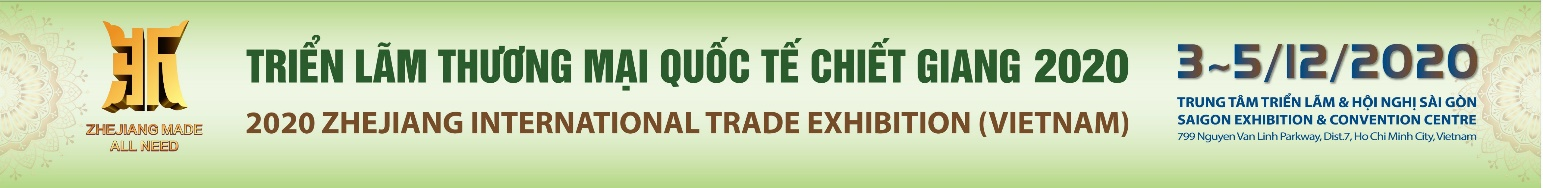 ZHEJIANG MADE
ALL NEED
TRIỂN LÃM THƯƠNG MẠI QUỐC TẾ CHIẾT GIANG 2020
2020 ZHEJIANG INTERNATIONAL TRADE EXHIBITION (VIETNAM)
3~5/12/2020
TRUNG TÂM TRIỂN LÃM & HỘI NGHỊ SÀI GÒN
SAIGON EXHIBITION & CONVENTION CENTRE
799 Nguyen Van Linh Parkway, Dist.7, Ho Chi Minh City, Vietnam